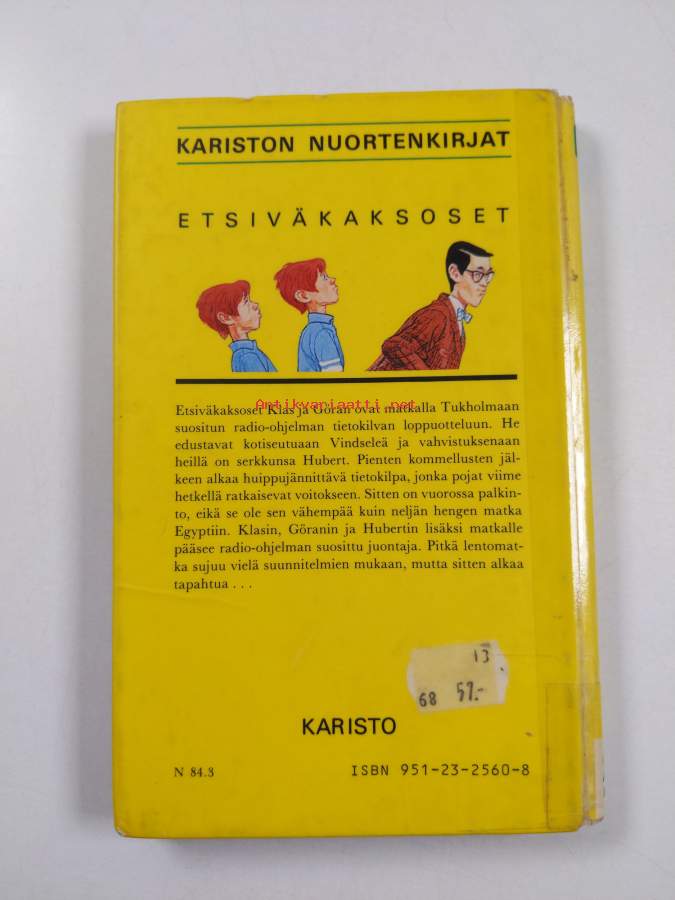 KARISTON NUORTENKIRJAT
ETSIVÄKAKSOSET
Antikvariaatti.net
Etsiväkaksoset Klas ja Göran ovat matkalla Tukholmaan
suositun radio-ohjelman tietokilvan loppuotteluun. He
edustavat kotiseutuaan Vindseleä ja vahvistuksenaan
heillä on serkkunsa Hubert. Pienten kommellusten jäl-
keen alkaa huippujännittävä tietokilpa, jonka pojat viime
hetkellä ratkaisevat voitokseen. Sitten on vuorossa palkin-
to, eikä se ole sen vähempää kuin neljän hengen matka
Egyptiin. Klasin, Göranin ja Hubertin lisäksi matkalle
pääsee radio-ohjelman suosittu juontaja. Pitkä lentomat-
ka sujuu vielä suunnitelmien mukaan, mutta sitten alkaa
tapahtua . . .
13
68 57.-
KARISTO
N 84.3 ISBN 951-23-2560-8